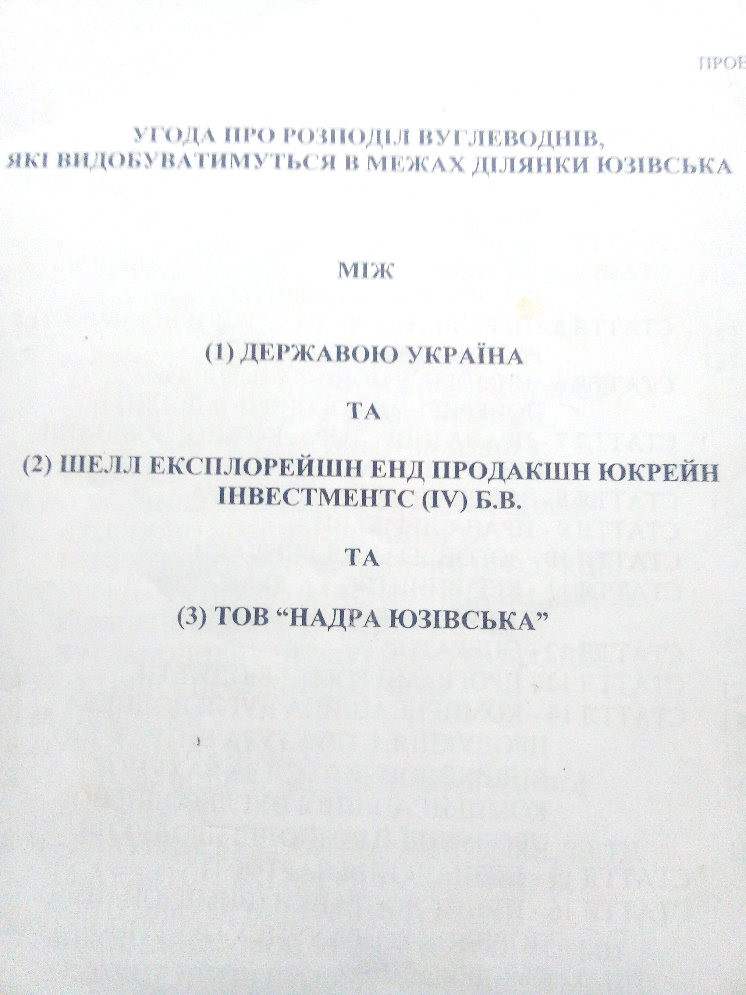 УГОДА ПРО РОЗПОДІЛ ВУГЛЕВОДНІВ,
ЯКІ ВИДОБУВАТИМУТЬСЯ В МЕЖАХ ДІЛЯНКИ ЮЗІВСЬКА
МІЖ
(1) ДЕРЖАВОЮ УКРАЇНА
ТА
(2) ШЕЛЛ ЕКСПЛОРЕЙШН ЕНД ПРОДАКШН ЮКРЕЙН
ІНВЕСТМЕНТС (IV) Б.В.
ТА
(3) ТОВ “НАДРА ЮЗІВСЬКА”